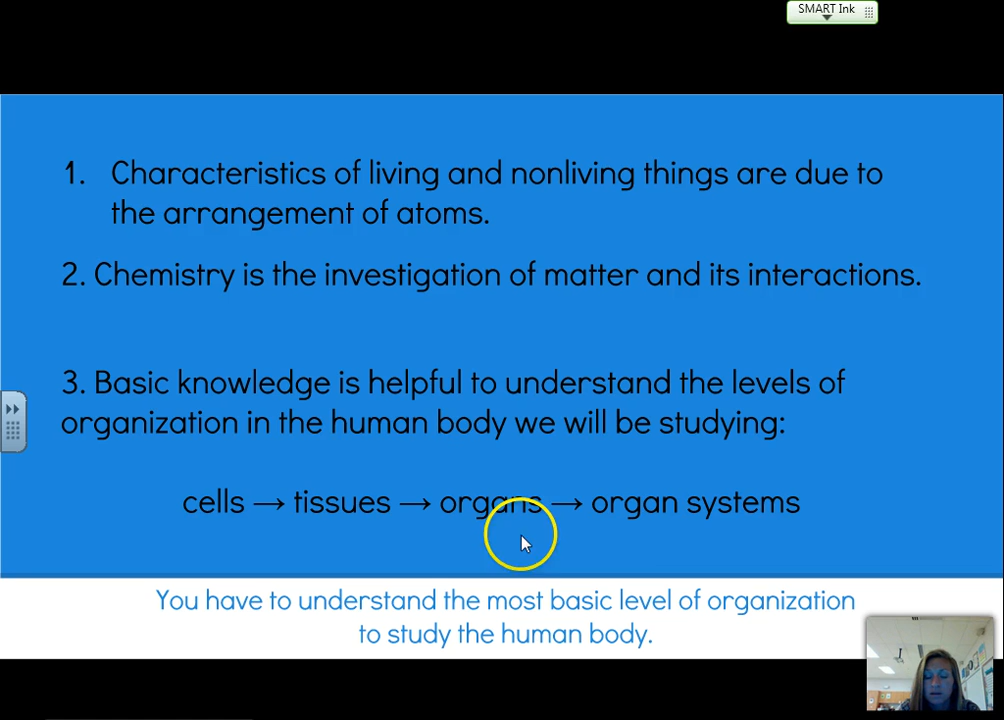 SMART Ink
1. Characteristics of living and nonliving things are due to
the arrangement of atoms.
2. Chemistry is the investigation of matter and its interactions.
3. Basic knowledge is helpful to understand the levels of
organization in the human body we will be studying:
cells → tissues → organs → organ systems
You have to understand the most basic level of organization
to study the human body.